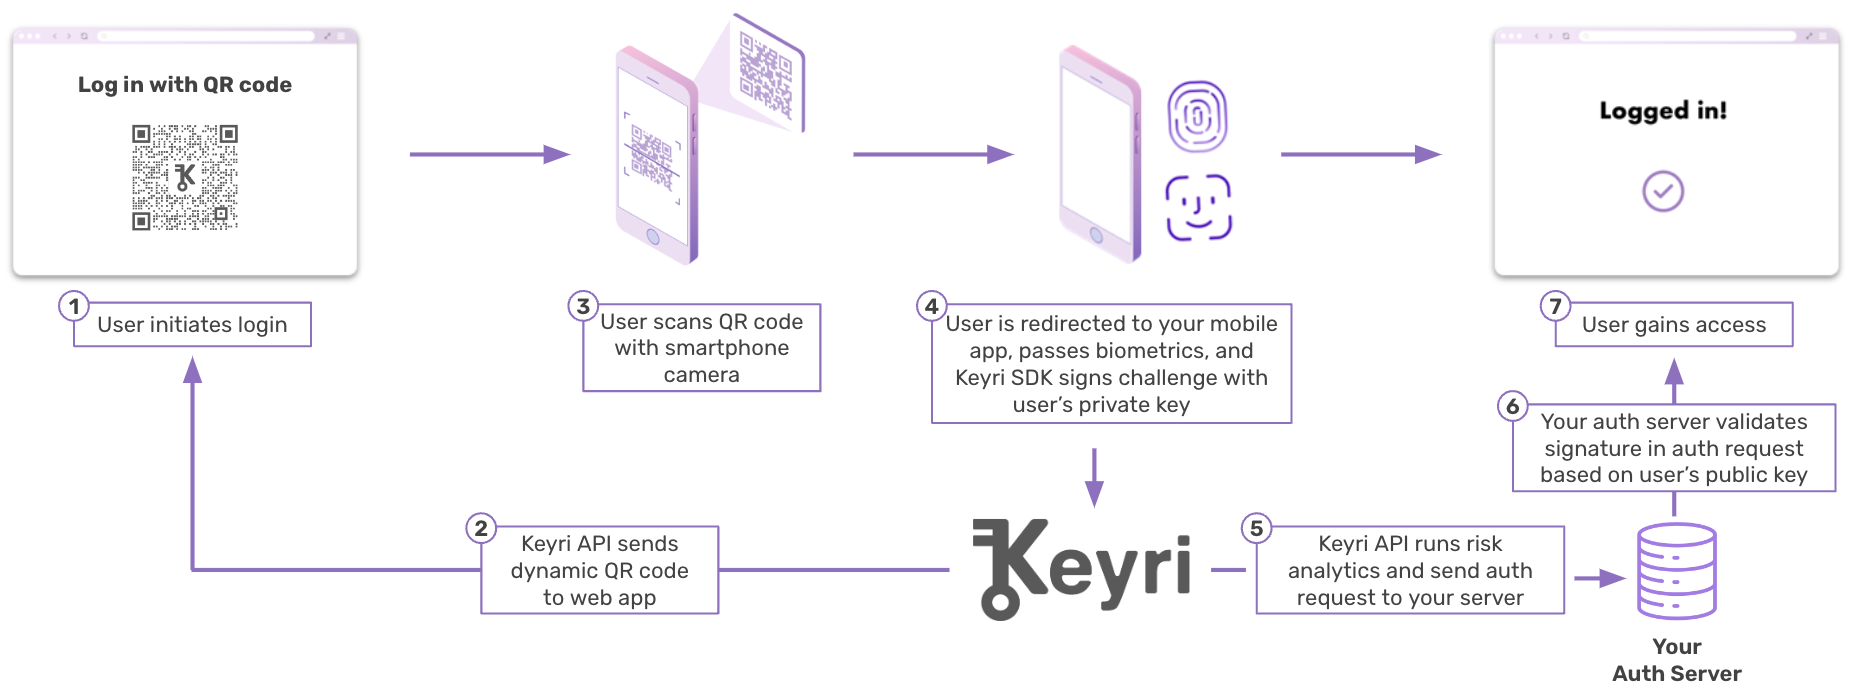 Log in with QR code
Logged in!
1
User initiates login
3
User scans QR code
with smartphone
camera
4
User is redirected to your mobile
app, passes biometrics, and
Keyri SDK signs challenge with
user's private key
7
User gains access
6
Your auth server validates
signature in auth request
based on user's public key
2
Keyri API sends
dynamic QR code
to web app
Keyri
5
Keyri API runs risk
analytics and send auth
request to your server
Your
Auth Server